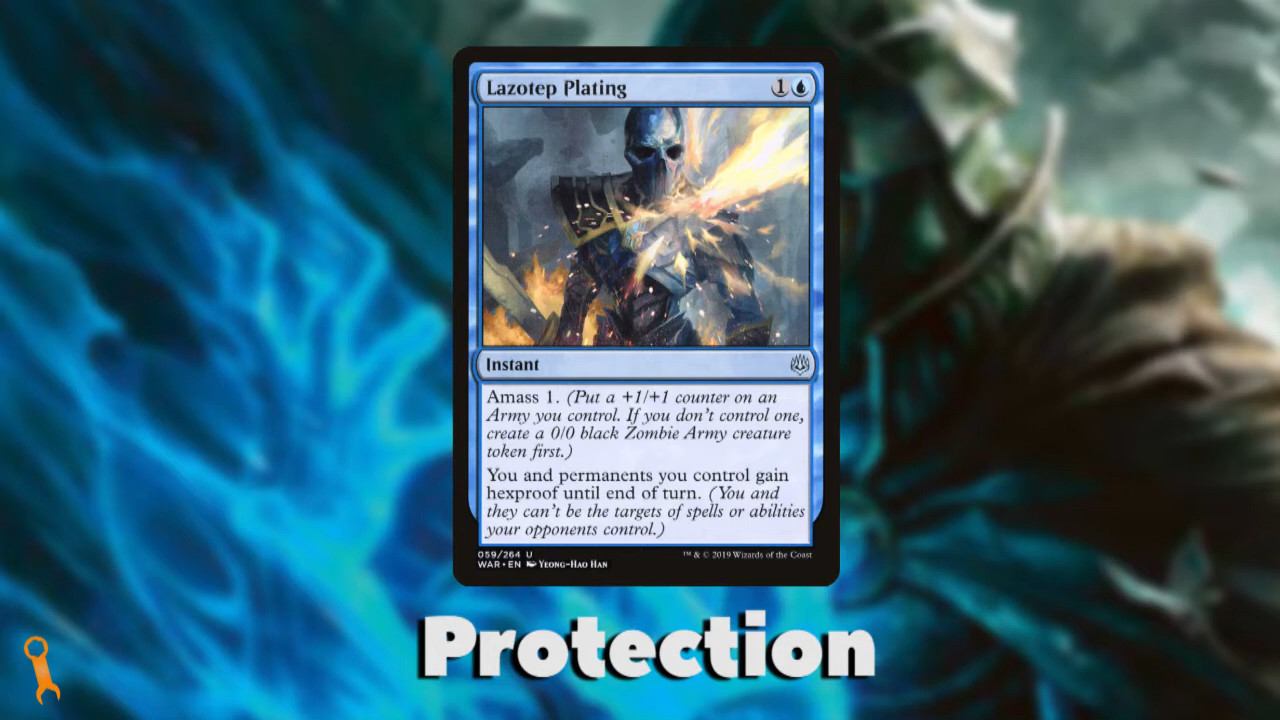 Lazotep Plating 1
Instant
Amass 1. (Put a +1/+1 counter on an
Army you control. If you don't control one,
create a 0/0 black Zombie Army creature
token first.)
You and permanents you control gain
hexproof until end of turn. (You and
they can't be the targets of spells or abilities
your opponents control.)
059/264 U
WAR • EN Yeong-Hao Han
™ & © 2019 Wizards of the Coast
Protection